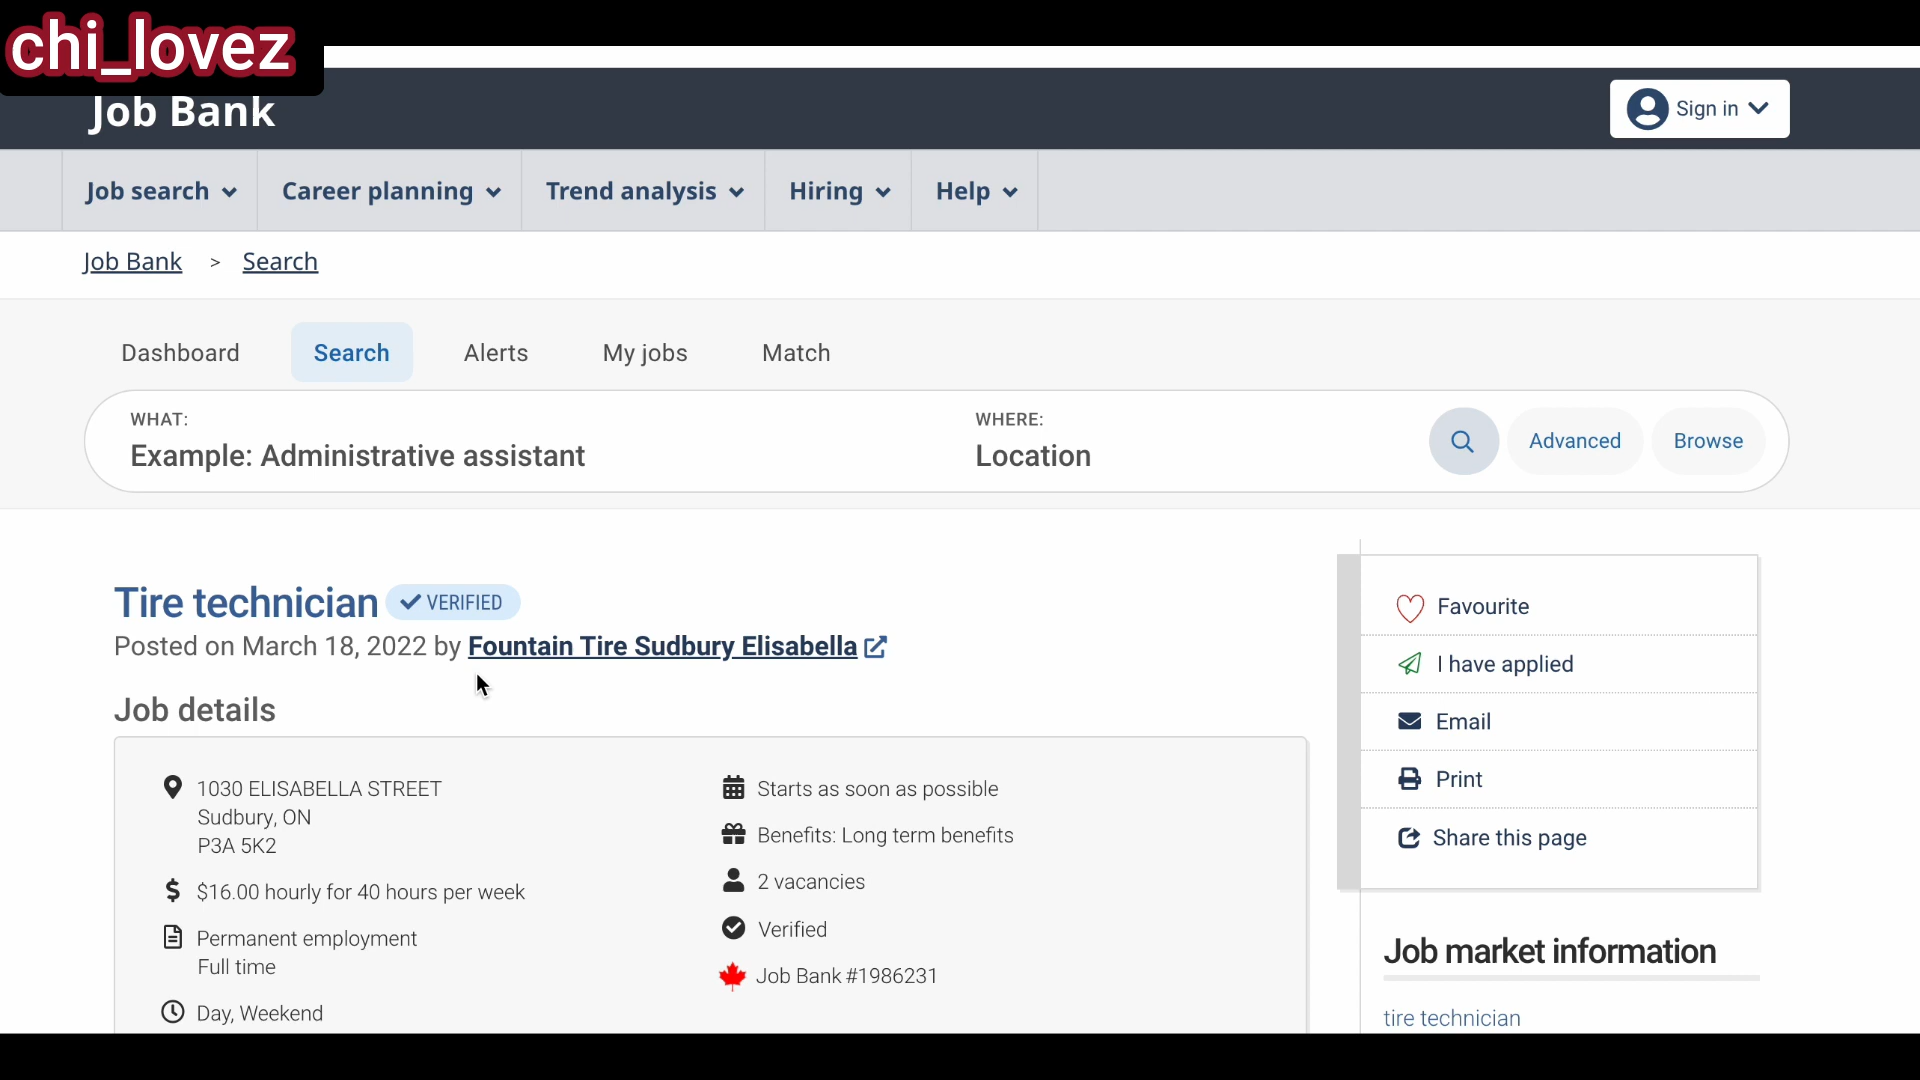 chi_lovez
Job Bank
Sign in
Job search
Career planning
Trend analysis
Hiring
Help
Job Bank > Search
Dashboard
Search
Alerts
My jobs
Match
WHAT:
Example: Administrative assistant
WHERE:
Location
Advanced
Browse
Tire technician VERIFIED
Posted on March 18, 2022 by Fountain Tire Sudbury Elisabella
Job details
1030 ELISABELLA STREET
Sudbury, ON
P3A 5K2
$16.00 hourly for 40 hours per week
Permanent employment
Full time
Day, Weekend
Starts as soon as possible
Benefits: Long term benefits
2 vacancies
Verified
Job Bank #1986231
Favourite
I have applied
Email
Print
Share this page
Job market information
tire technician